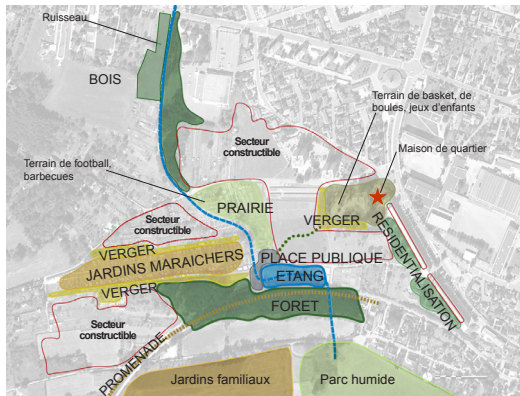 Ruisseau
BOIS
Terrain de basket, de
boules, jeux d'enfants
Secteur
constructible
Maison de quartier
Terrain de football,
barbecues
PRAIRIE
VERGER
RÉSIDENTIALISATION
Secteur
constructible
VERGER
JARDINS MARAICHERS
PLACE PUBLIQUE
ETANG
VERGER
FORET
Secteur
constructible
PROMENADE
Jardins familiaux
Parc humide